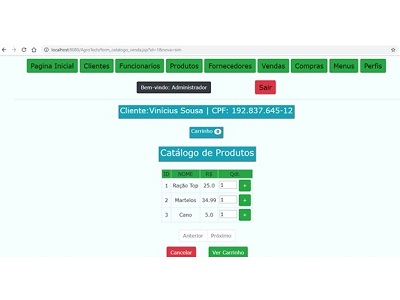 localhost:8080/AgroTech/form_catalogo_venda.jsp?id=1&nova=sim
Pagina Inicial Clientes Funcionarios Produtos Fornecedores Vendas Compras Menus Perfis
Bem-vindo: Administrador Sair
Cliente:Vinícius Sousa | CPF: 192.837.645-12
Carrinho 0
Catálogo de Produtos
ID NOME R$ Qtd.
1 Ração Top 25.0 1 +
2 Martelos 34.99 1 +
3 Cano 5.0 1 +
Anterior Próximo
Cancelar Ver Carrinho